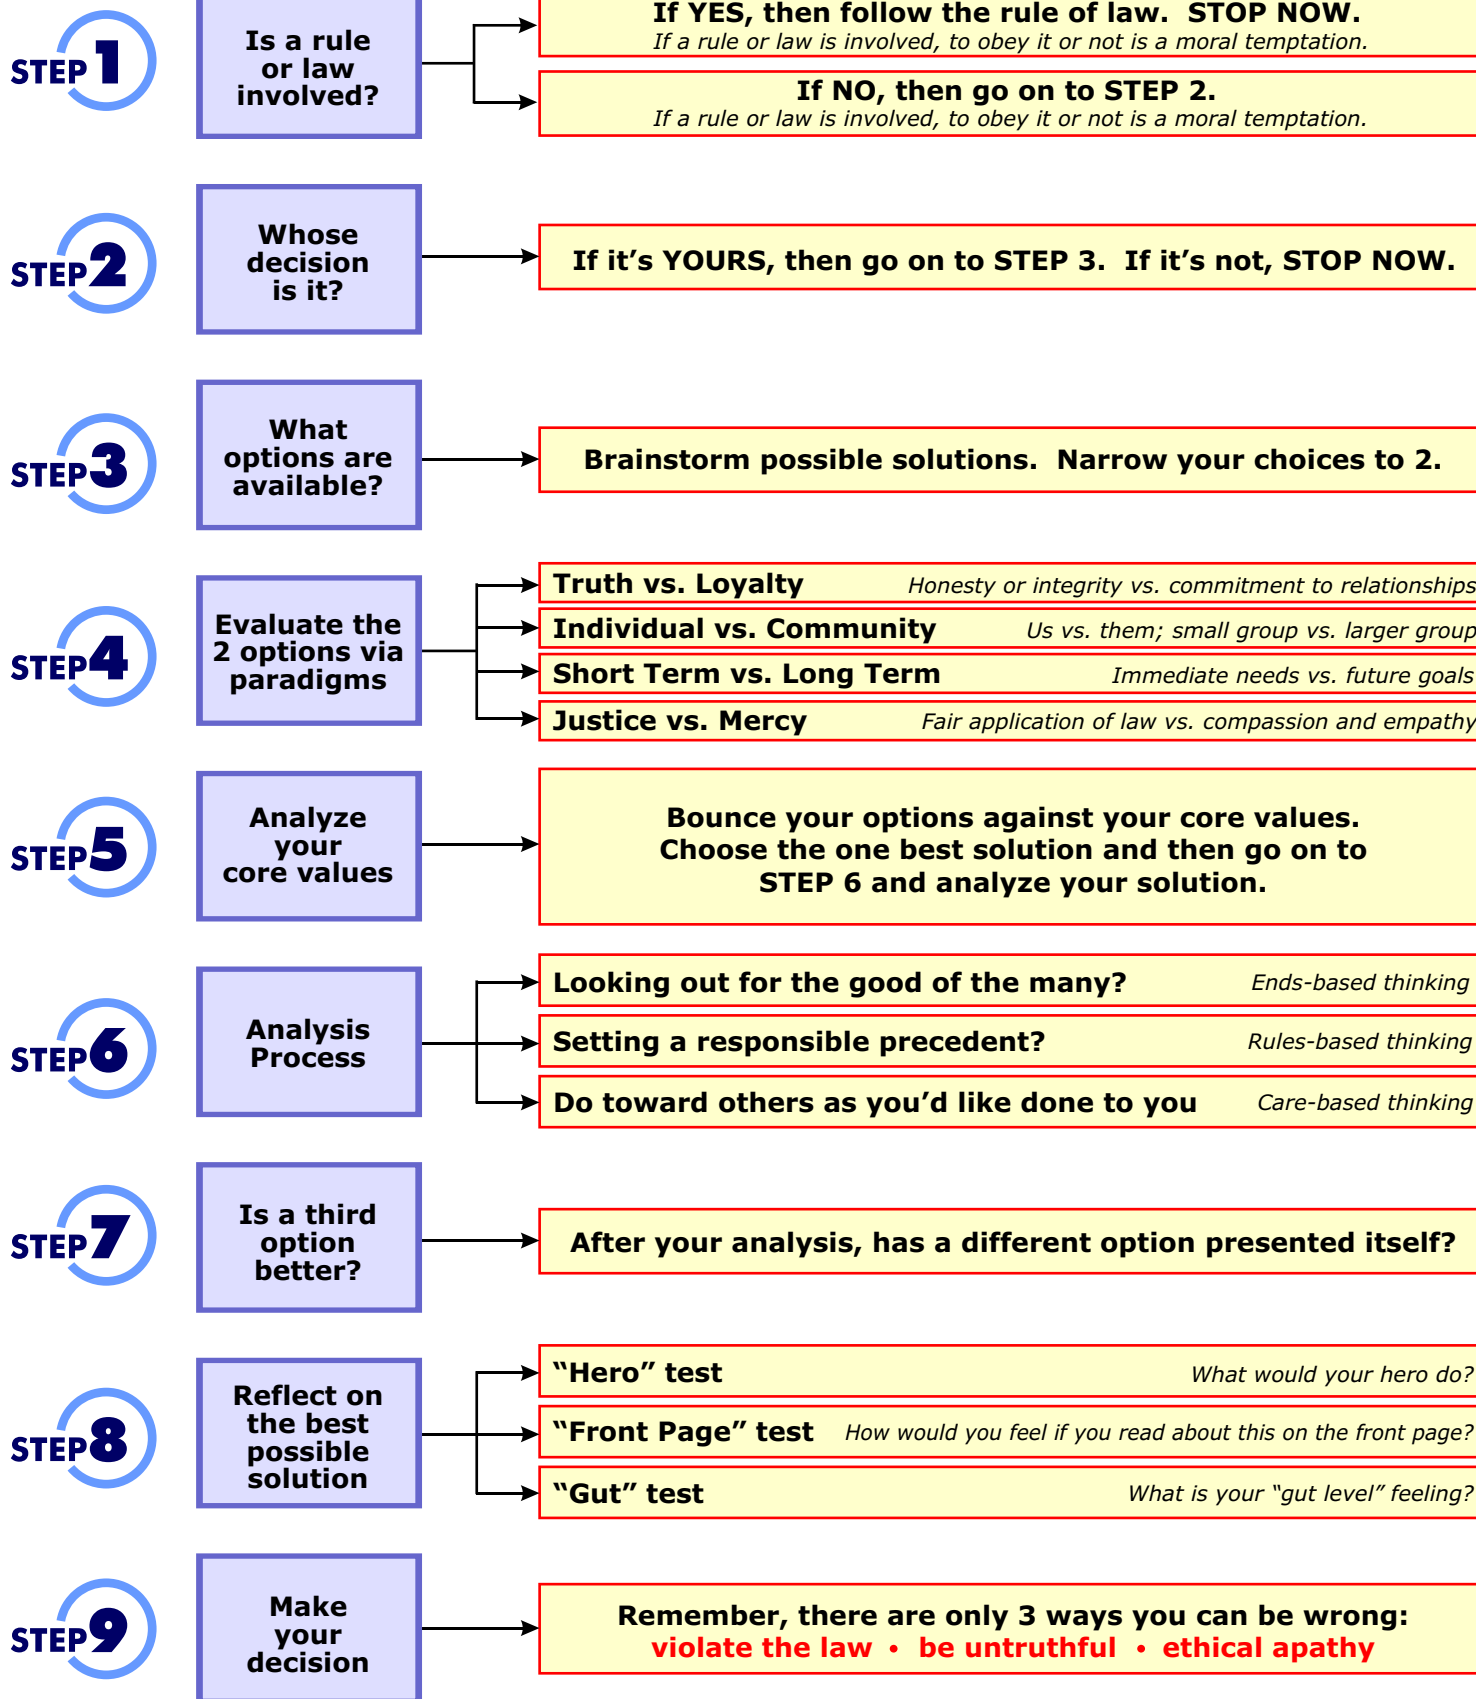 STEP 1
Is a rule
or law
involved?
If YES, then follow the rule of law.  STOP NOW.
If a rule or law is involved, to obey it or not is a moral temptation.
If NO, then go on to STEP 2.
If a rule or law is involved, to obey it or not is a moral temptation.
STEP 2
Whose
decision
is it?
If it’s YOURS, then go on to STEP 3.  If it’s not, STOP NOW.
STEP 3
What
options are
available?
Brainstorm possible solutions.  Narrow your choices to 2.
STEP 4
Evaluate the
2 options via
paradigms
Truth vs. Loyalty Honesty or integrity vs. commitment to relationships
Individual vs. Community Us vs. them; small group vs. larger group
Short Term vs. Long Term Immediate needs vs. future goals
Justice vs. Mercy Fair application of law vs. compassion and empathy
STEP 5
Analyze
your
core values
Bounce your options against your core values.
Choose the one best solution and then go on to
STEP 6 and analyze your solution.
STEP 6
Analysis
Process
Looking out for the good of the many? Ends-based thinking
Setting a responsible precedent? Rules-based thinking
Do toward others as you’d like done to you Care-based thinking
STEP 7
Is a third
option
better?
After your analysis, has a different option presented itself?
STEP 8
Reflect on
the best
possible
solution
“Hero” test What would your hero do?
“Front Page” test How would you feel if you read about this on the front page?
“Gut” test What is your “gut level” feeling?
STEP 9
Make
your
decision
Remember, there are only 3 ways you can be wrong:
violate the law • be untruthful • ethical apathy